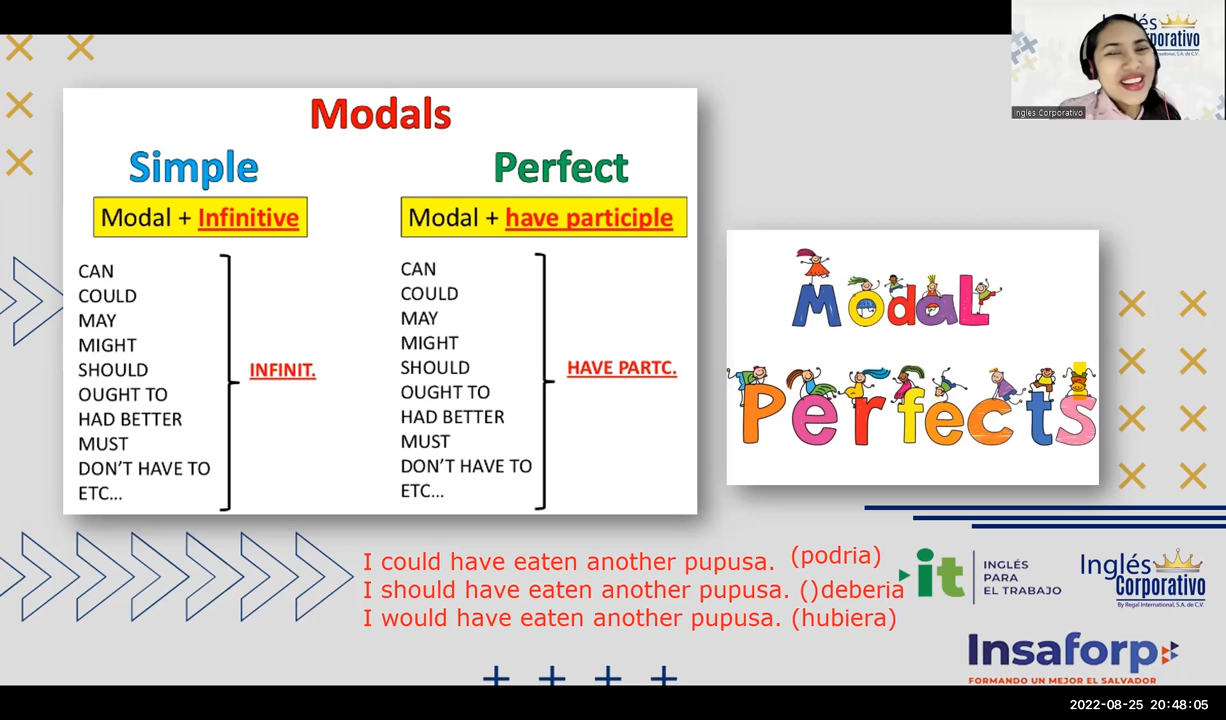 Inglés Corporativo
Modals
Simple
Perfect
Modal + Infinitive
Modal + have participle
CAN
COULD
MAY
MIGHT
SHOULD
OUGHT TO
HAD BETTER
MUST
DON'T HAVE TO
ETC...
INFINIT.
CAN
COULD
MAY
MIGHT
SHOULD
OUGHT TO
HAD BETTER
MUST
DON'T HAVE TO
ETC...
HAVE PARTC.
Modal
Perfects
I could have eaten another pupusa. (podria)
I should have eaten another pupusa. ()deberia
I would have eaten another pupusa. (hubiera)
it
INGLÉS
PARA
EL TRABAJO
Inglés
Corporativo
By Regal International, S.A. de C.V.
Insaforp
FORMANDO UN MEJOR EL SALVADOR
2022-08-25 20:48:05